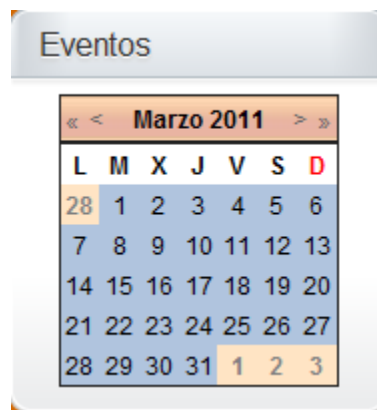 Eventos
« < Marzo 2011 > »
L M X J V S D
28 1 2 3 4 5 6
7 8 9 10 11 12 13
14 15 16 17 18 19 20
21 22 23 24 25 26 27
28 29 30 31 1 2 3